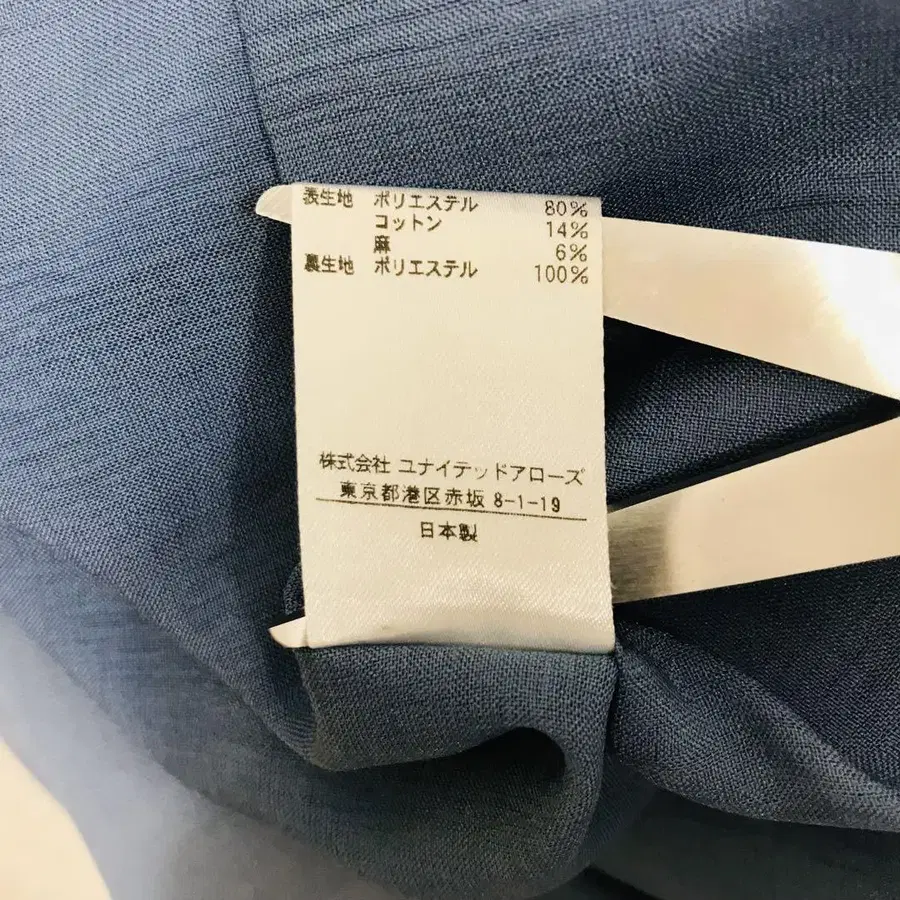 表生地 ポリエステル 80%
コットン 14%
麻 6%
裏生地 ポリエステル 100%
株式会社 ユナイテッドアローズ
東京都港区赤坂 8-1-19
日本製